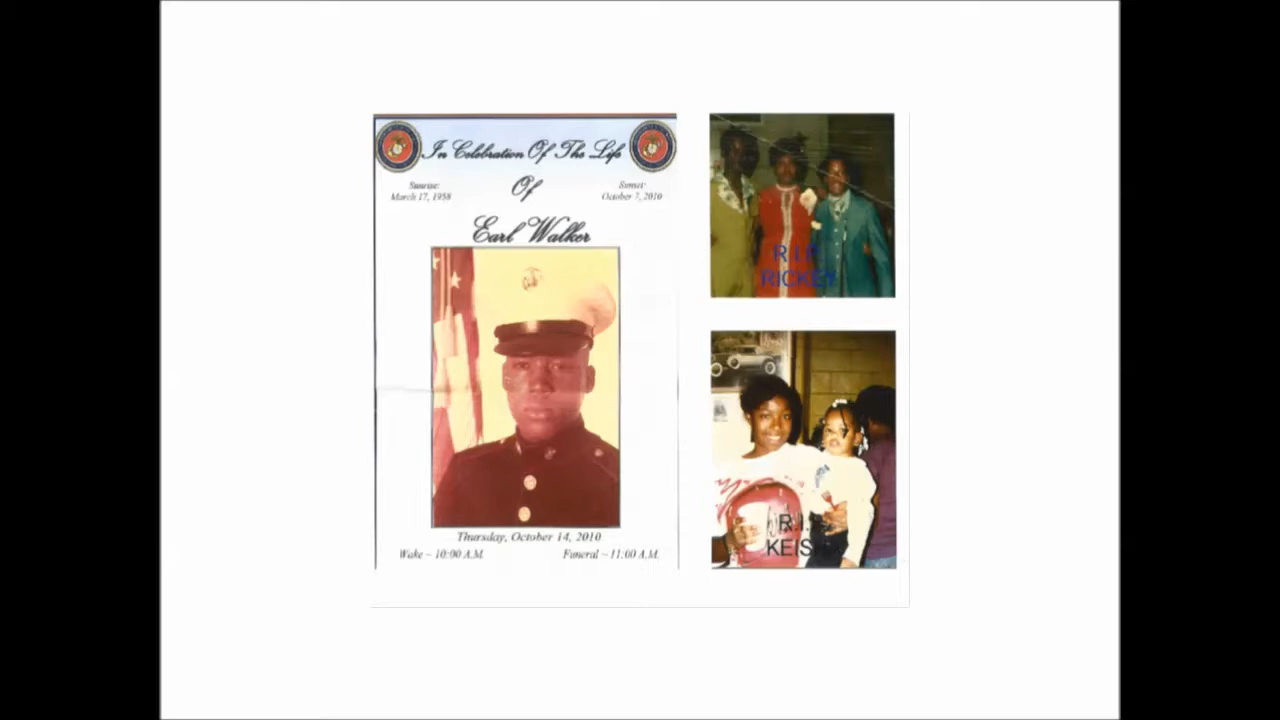 In Celebration Of The Life
Of
Sunrise:
March 17, 1958
Sunset:
October 7, 2010
Earl Walker
Thursday, October 14, 2010
Wake ~ 10:00 A.M.
Funeral ~ 11:00 A.M.
R.I.P
RICKEY
R.I.
KEIS